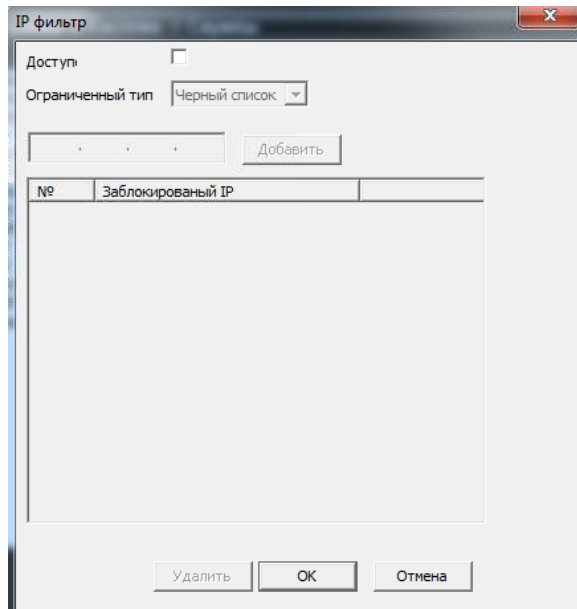 IP фильтр
Доступ
Ограниченный тип Черный список
. . . Добавить
№ Заблокированый IP
Удалить OK Отмена